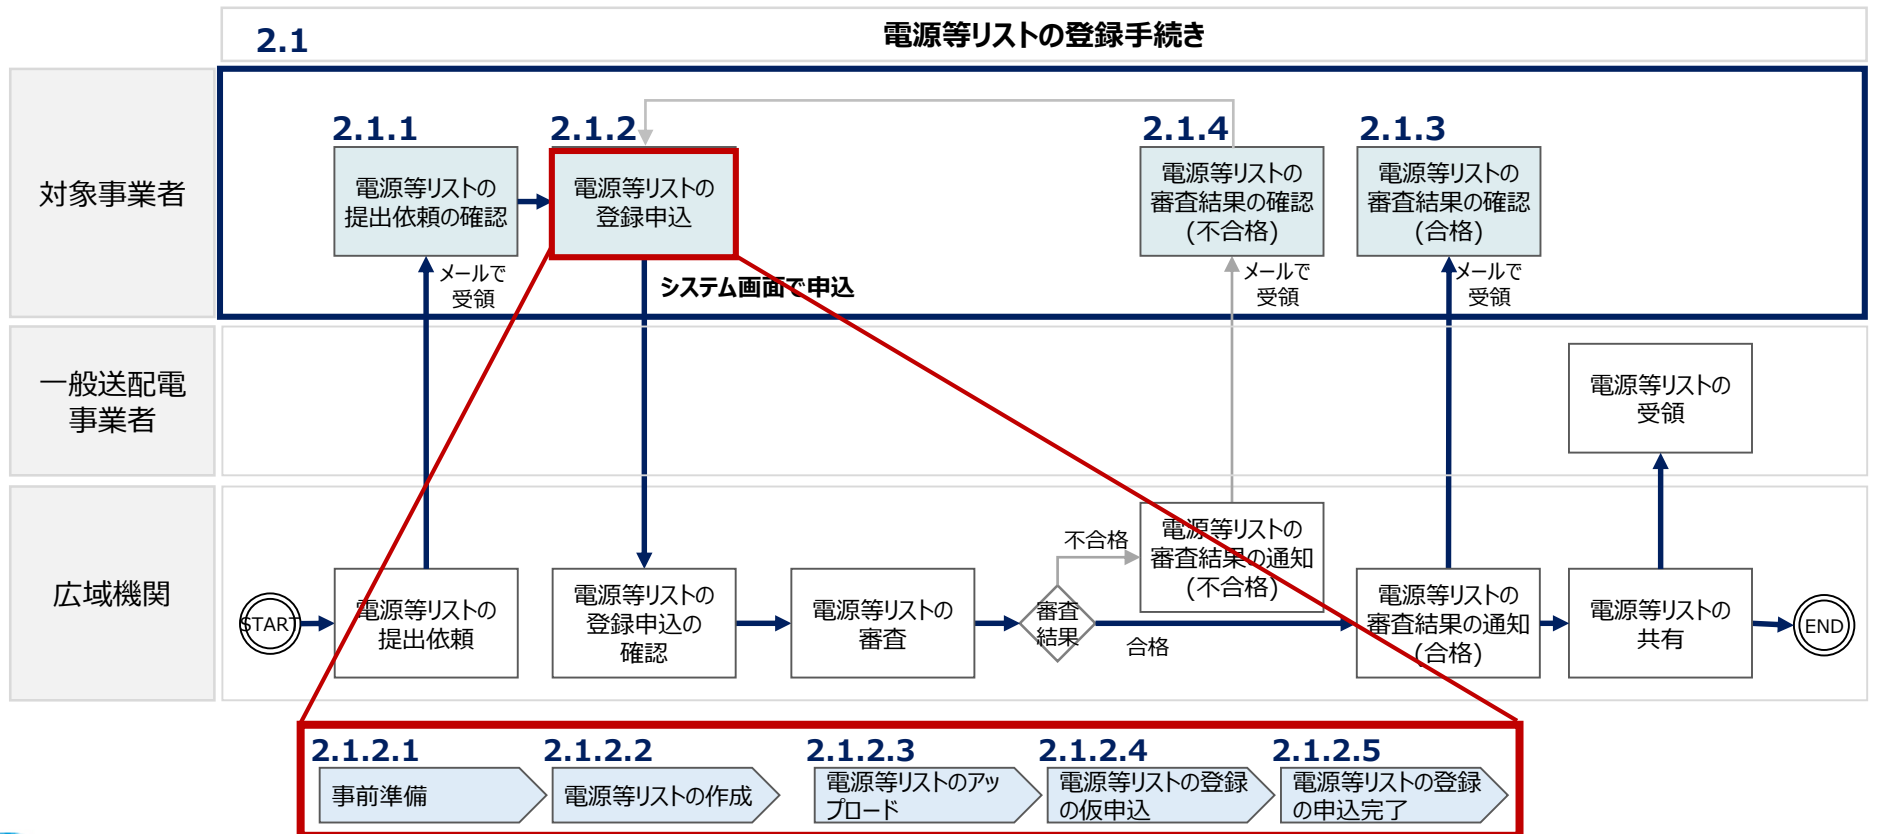 2.1
電源等リストの登録手続き
対象事業者
2.1.1
電源等リストの
提出依頼の確認
2.1.2
電源等リストの
登録申込
2.1.4
電源等リストの
審査結果の確認
(不合格)
2.1.3
電源等リストの
審査結果の確認
(合格)
メールで
受領
システム画面で申込
メールで
受領
メールで
受領
一般送配電
事業者
電源等リストの
受領
広域機関
START
電源等リストの
提出依頼
電源等リストの
登録申込の
確認
電源等リストの
審査
審査
結果
不合格
合格
電源等リストの
審査結果の通知
(不合格)
電源等リストの
審査結果の通知
(合格)
電源等リストの
共有
END
2.1.2.1
事前準備
2.1.2.2
電源等リストの作成
2.1.2.3
電源等リストのアッ
プロード
2.1.2.4
電源等リストの登録
の仮申込
2.1.2.5
電源等リストの登録
の申込完了